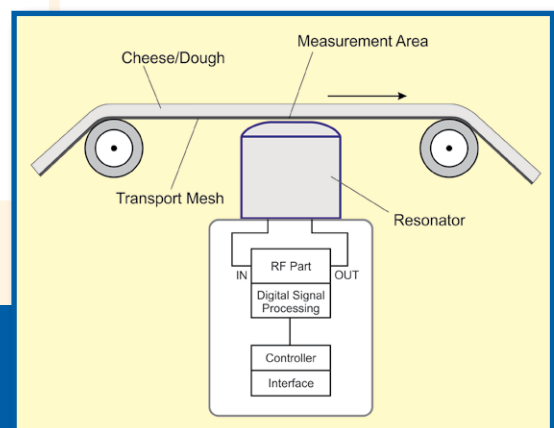 Measurement Area
Cheese/Dough
Transport Mesh
Resonator
IN
RF Part
OUT
Digital Signal
Processing
Controller
Interface